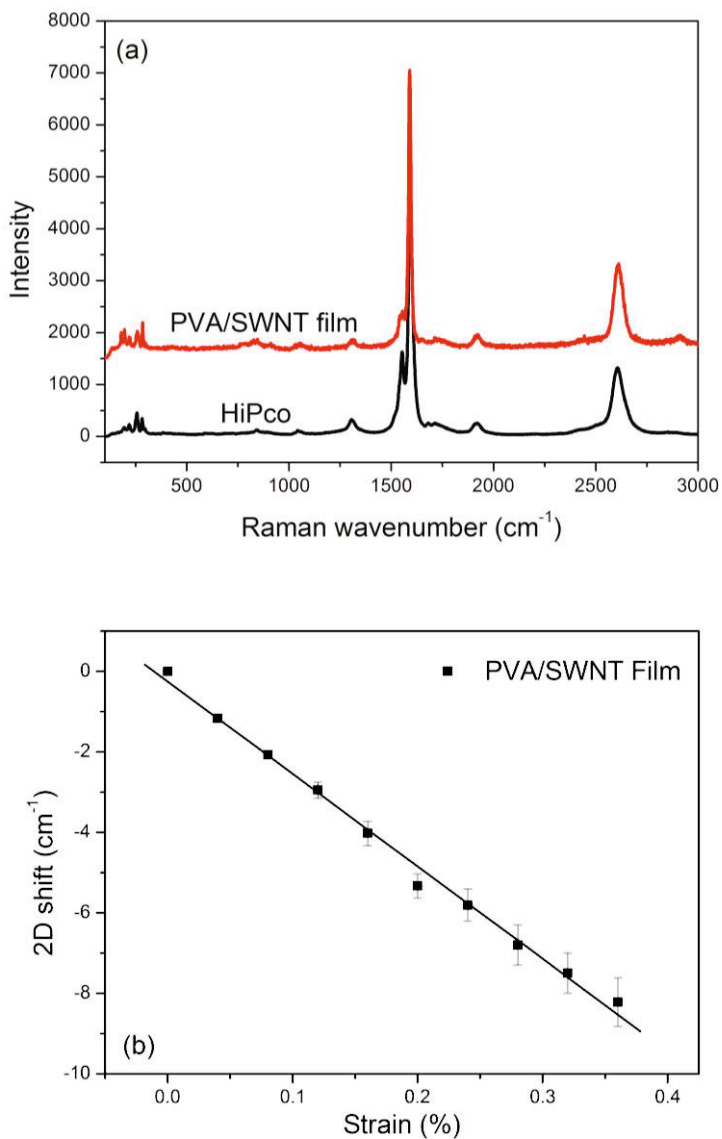 (a)
8000
7000
6000
5000
4000
3000
2000
1000
0
Intensity
PVA/SWNT film
HiPco
500 1000 1500 2000 2500 3000
Raman wavenumber (cm⁻¹)
PVA/SWNT Film
0
-2
-4
-6
-8
-10
2D shift (cm⁻¹)
(b)
0.0 0.1 0.2 0.3 0.4
Strain (%)